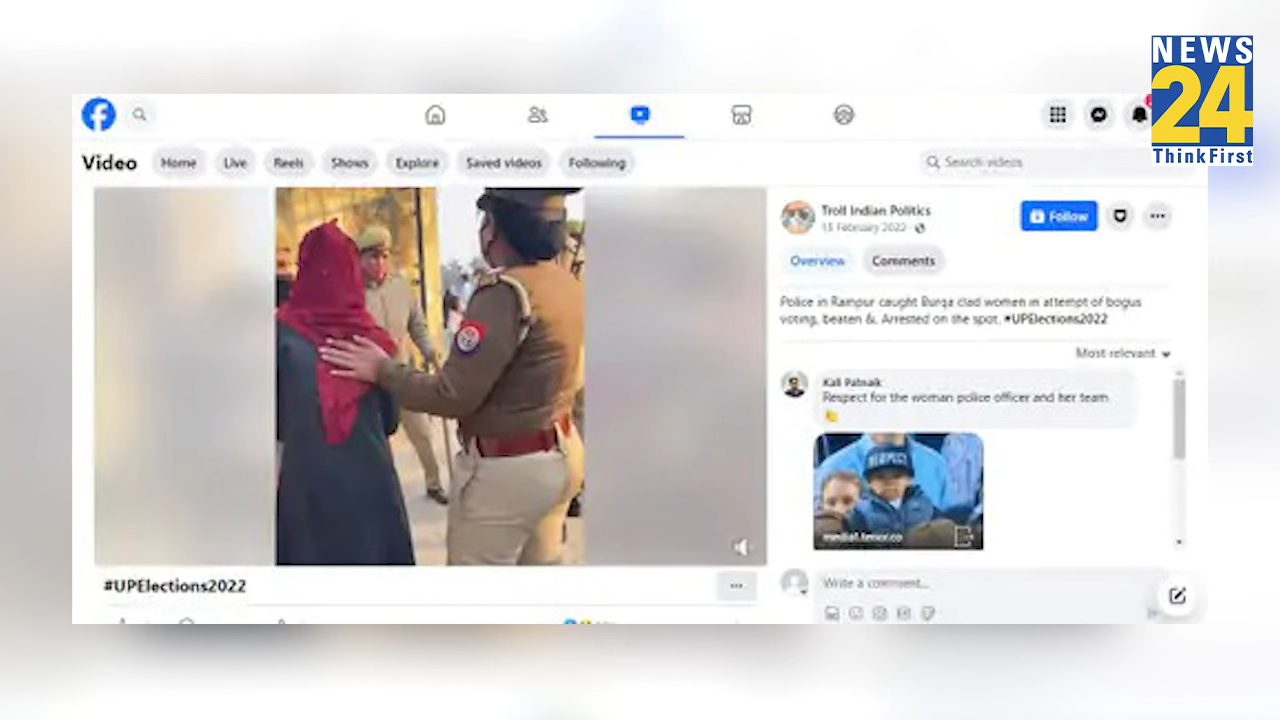 NEWS
24
ThinkFirst
Video
Home
Live
Reels
Shows
Explore
Saved videos
Following
Search videos
Troll Indian Politics
15 February 2022
Follow
Overview
Comments
Police in Rampur caught Burqa clad women in attempt of bogus
voting, beaten &. Arrested on the spot. #UPElections2022
Most relevant
Kali Patnaik
Respect for the woman police officer and her team
RESPECT
#UPElections2022
Write a comment...